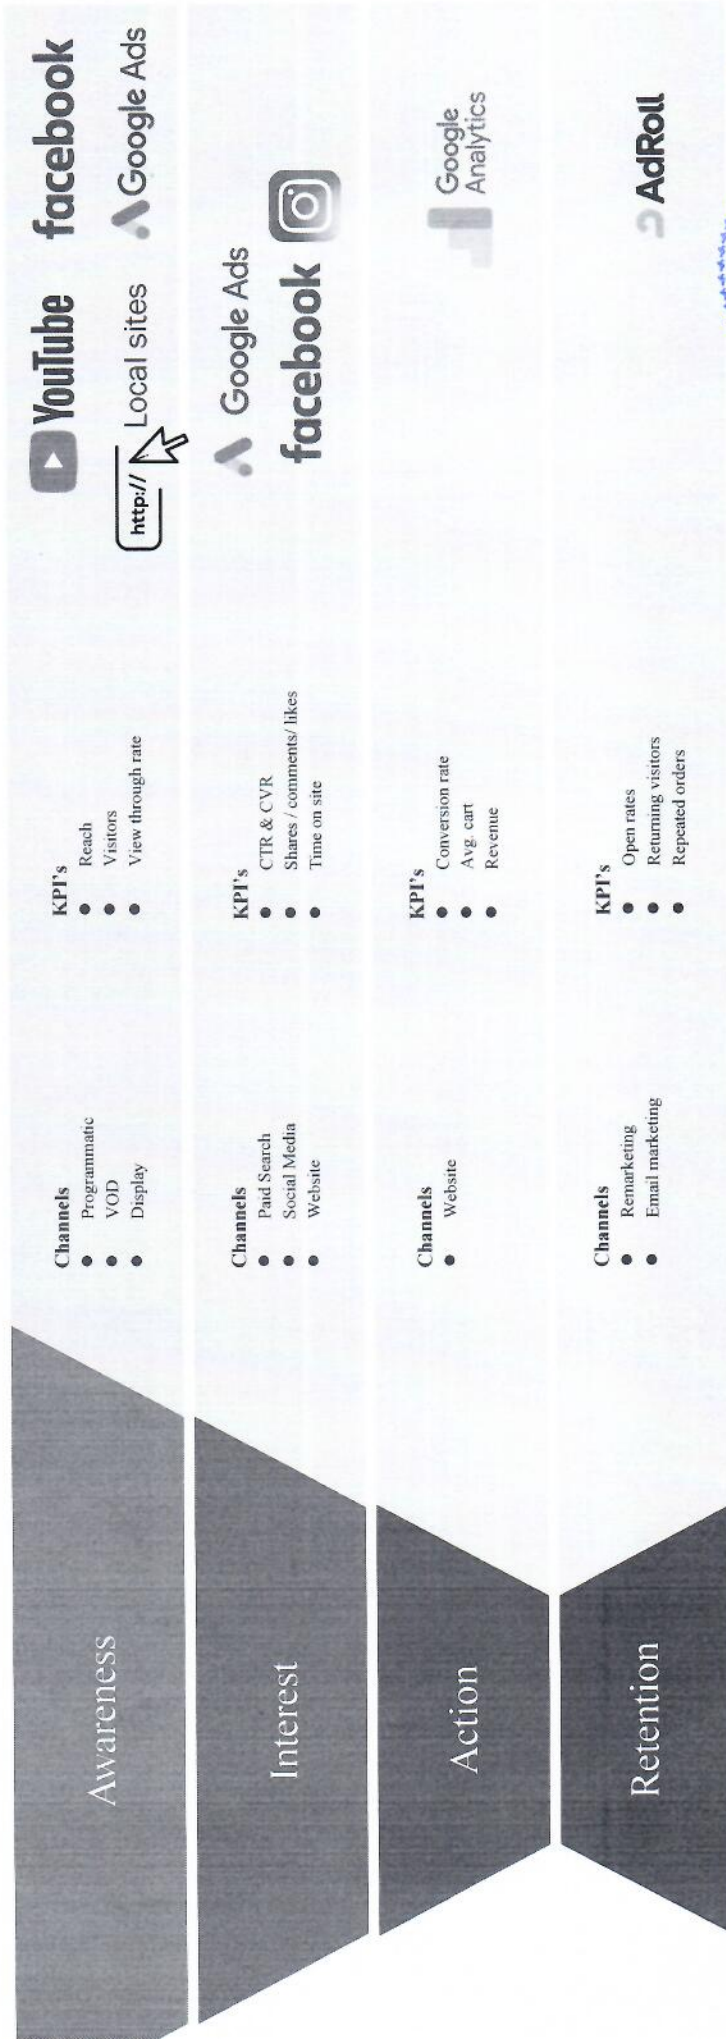 Awareness
Channels
● Programmatic
● VOD
● Display
KPI's
● Reach
● Visitors
● View through rate
YouTube facebook
http:// Local sites Google Ads
Interest
Channels
● Paid Search
● Social Media
● Website
KPI's
● CTR & CVR
● Shares / comments/ likes
● Time on site
Google Ads
facebook
Action
Channels
● Website
KPI's
● Conversion rate
● Avg. cart
● Revenue
Google
Analytics
Retention
Channels
● Remarketing
● Email marketing
KPI's
● Open rates
● Returning visitors
● Repeated orders
AdRoll